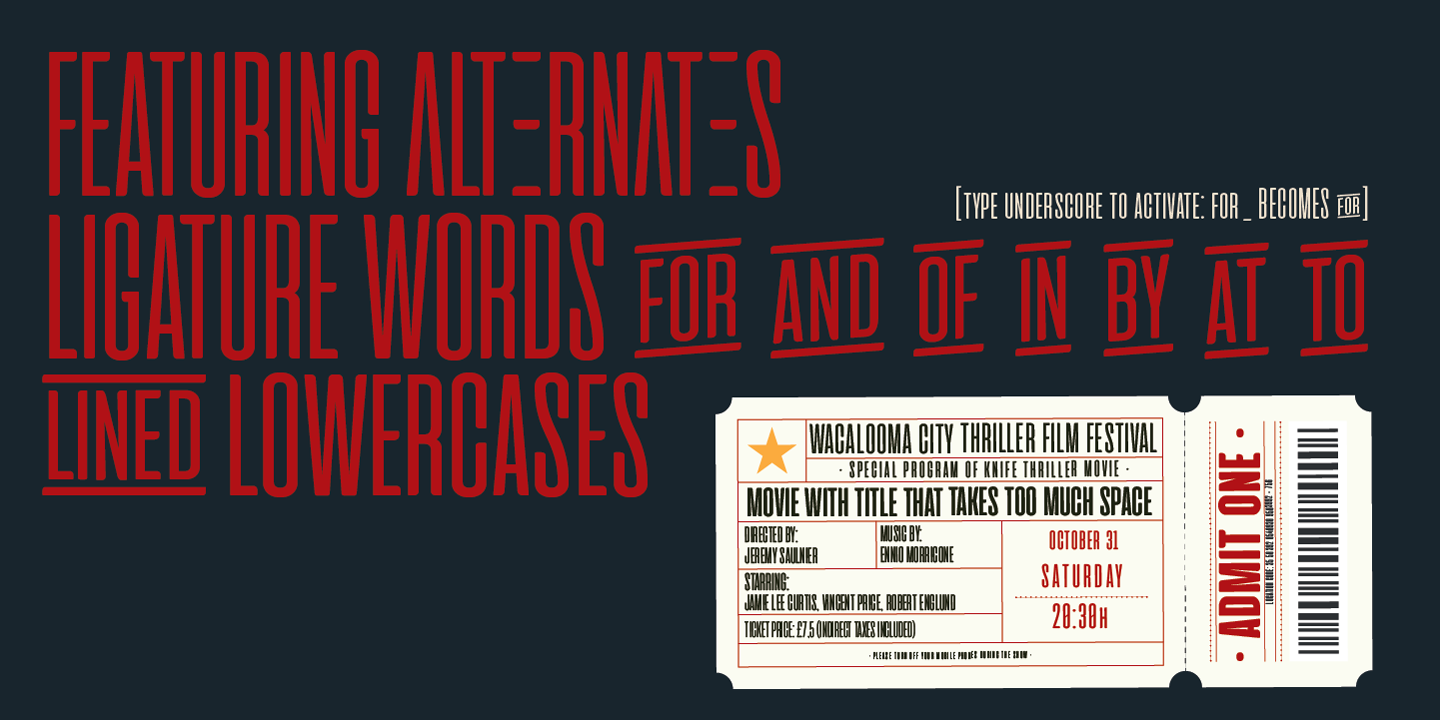 FEATURING ALTERNATES
[TYPE UNDERSCORE TO ACTIVATE: FOR_ BECOMES FOR]
LIGATURE WORDS FOR AND OF IN BY AT TO
LINED LOWERCASES
WACALOOMA CITY THRILLER FILM FESTIVAL
· SPECIAL PROGRAM OF KNIFE THRILLER MOVIE ·
MOVIE WITH TITLE THAT TAKES TOO MUCH SPACE
DIRECTED BY:
JEREMY SAULNIER
MUSIC BY:
ENNIO MORRICONE
STARRING:
JAMIE LEE CURTIS, VINCENT PRICE, ROBERT ENGLUND
TICKET PRICE: £7,5 (INDIRECT TAXES INCLUDED)
OCTOBER 31
SATURDAY
20:30H
· PLEASE TURN OFF YOUR MOBILE PHONES DURING THE SHOW ·
· ADMIT ONE ·
LOCATION CODE: